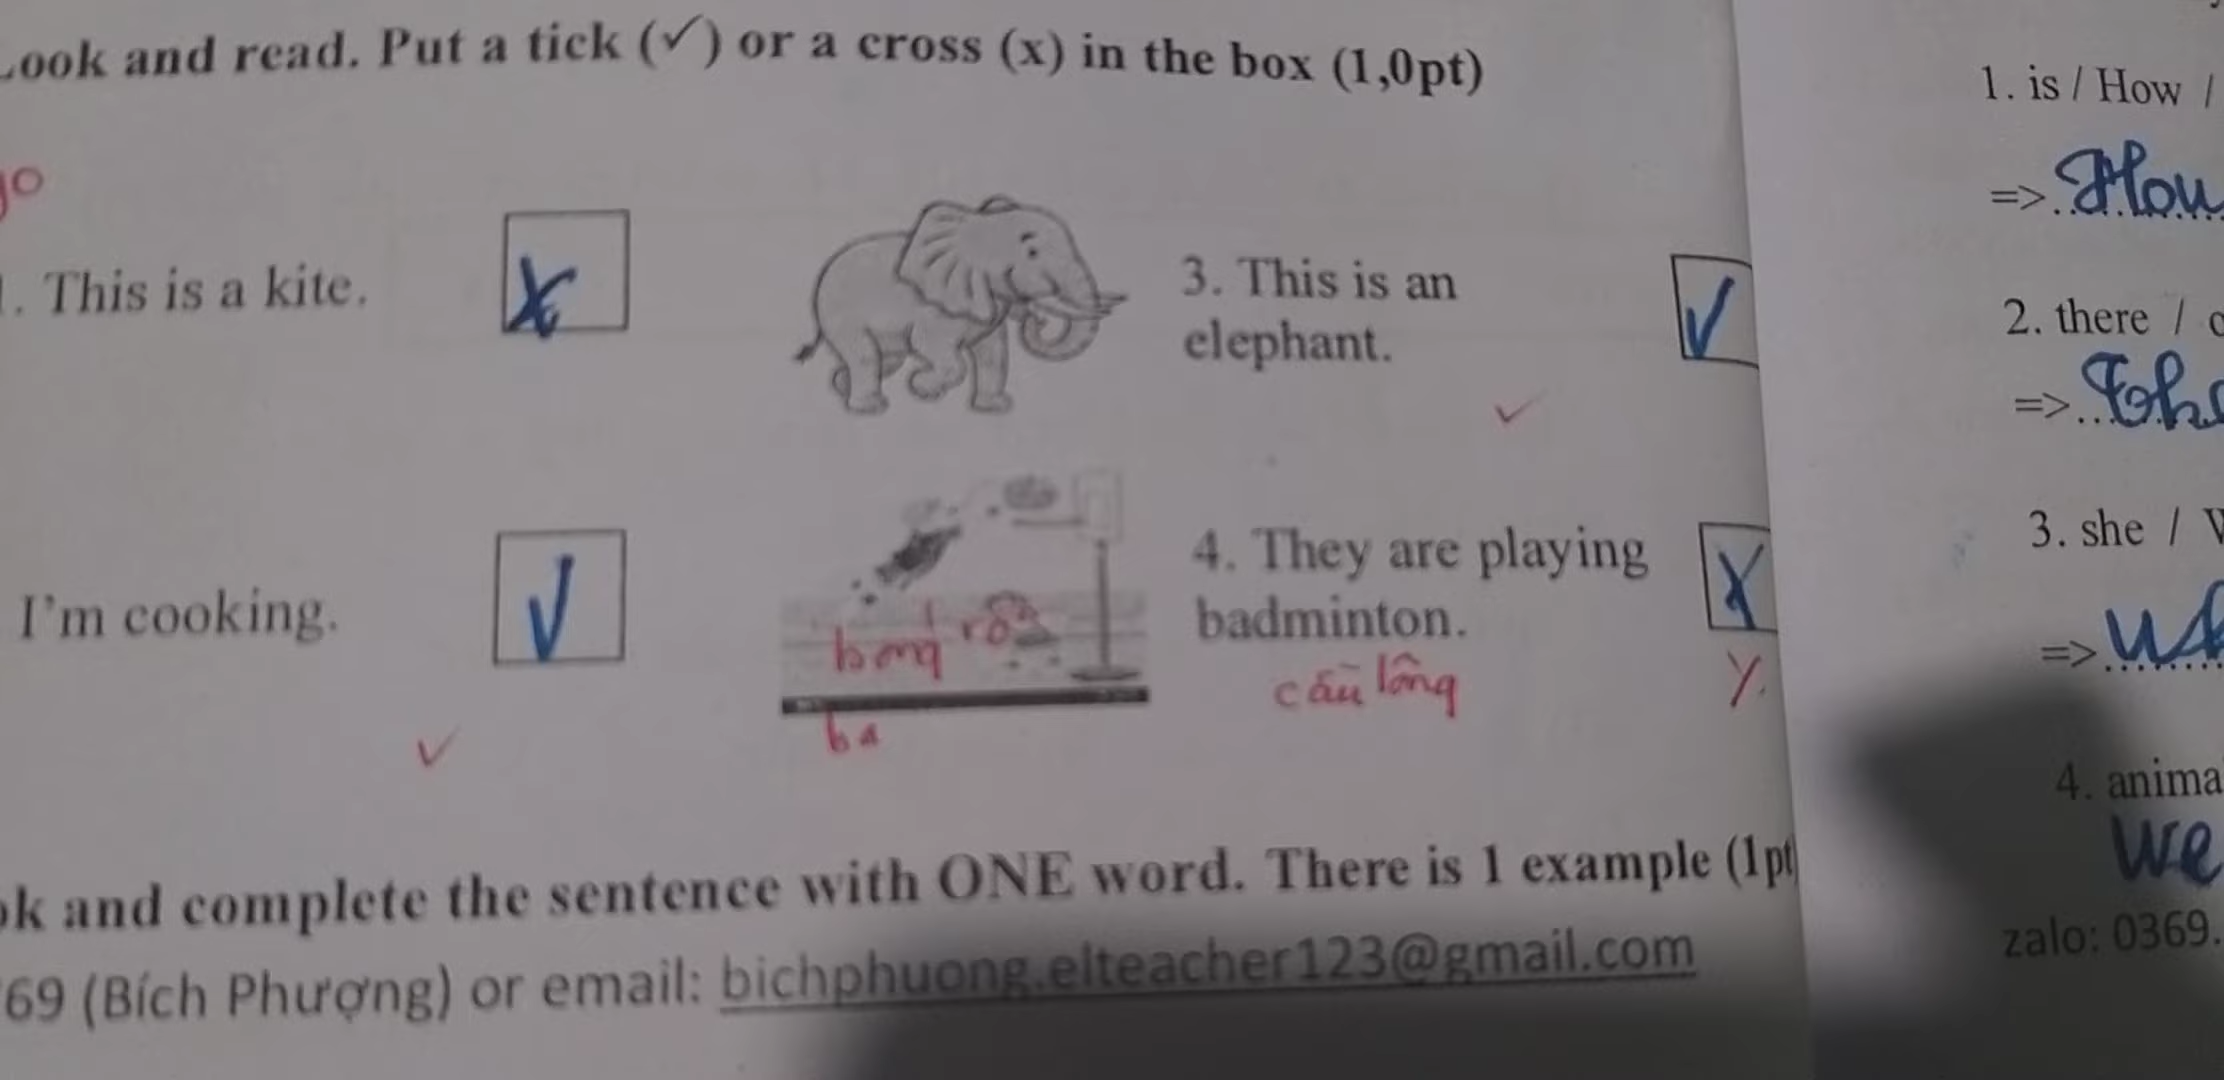 Look and read. Put a tick (✓) or a cross (x) in the box (1,0pt)
1. This is a kite.
x
3. This is an
elephant.
✓
I'm cooking.
✓
4. They are playing
badminton.
x
bóng rổ
ba
cầu lông
and complete the sentence with ONE word. There is 1 example (1pt
69 (Bích Phượng) or email: bichphuong.elteacher123@gmail.com
1. is / How /
=> How
2. there /
=>
3. she /
=>
4. anima
We
zalo: 0369.